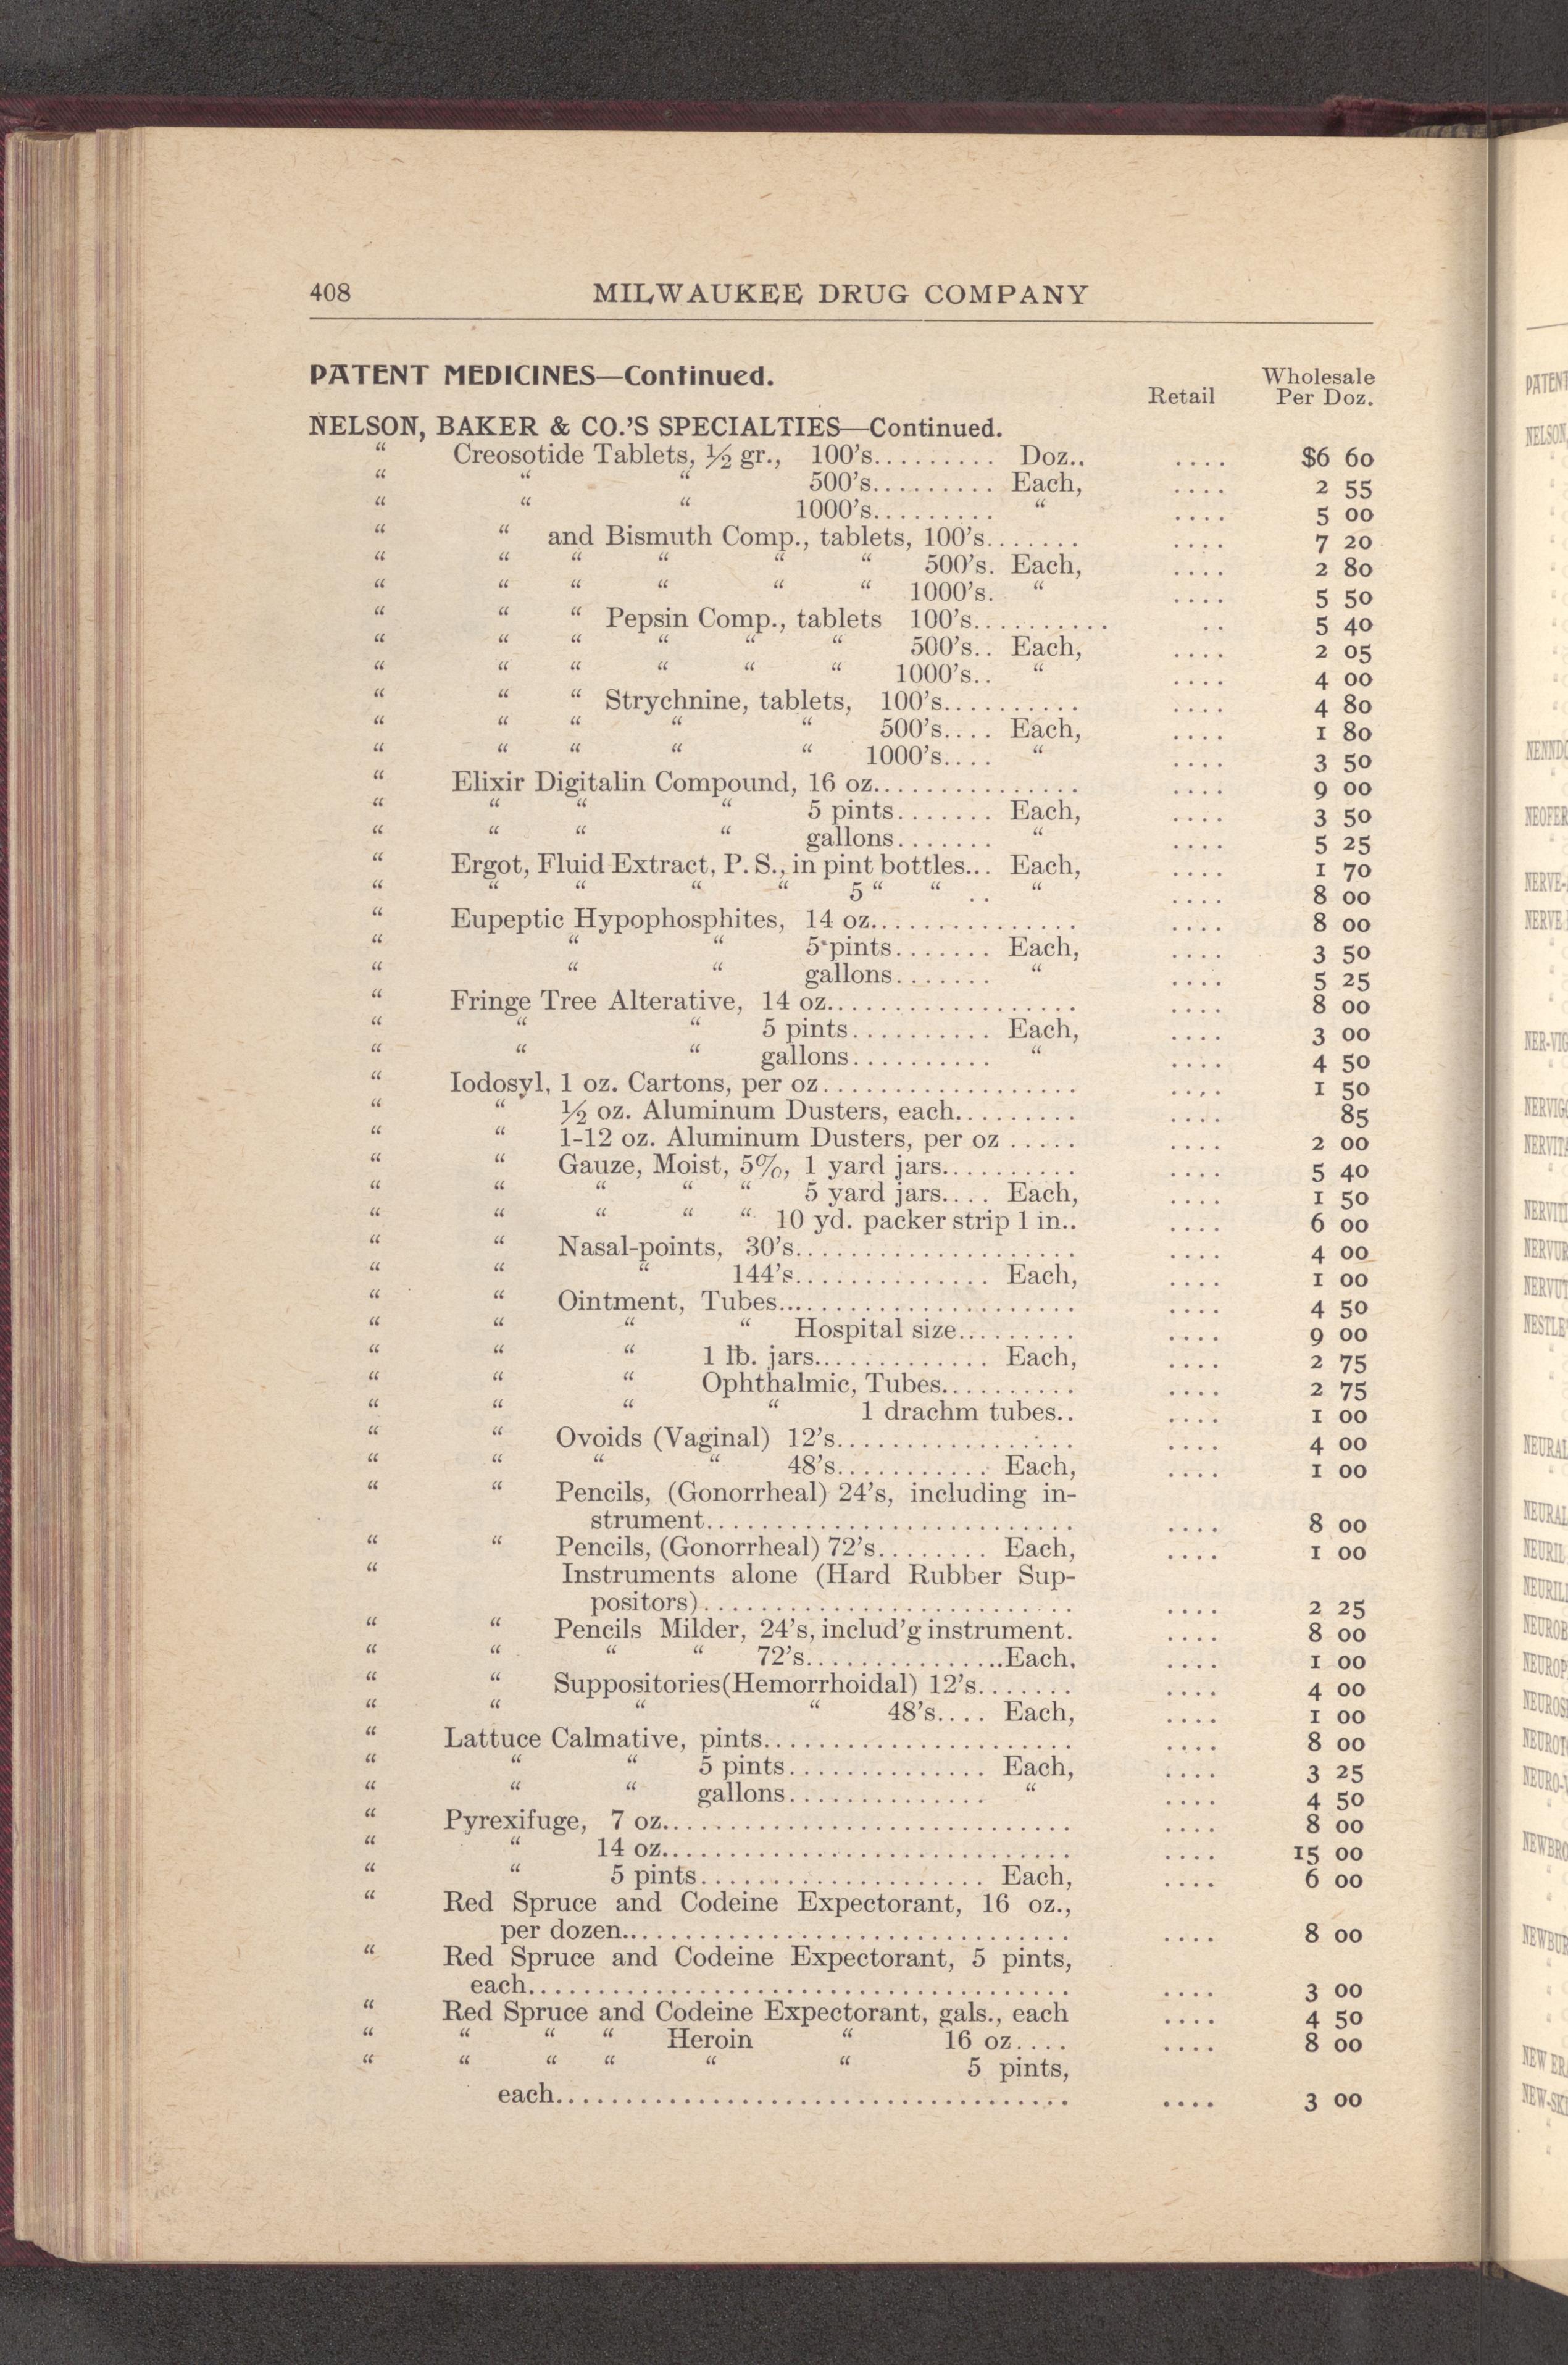 408 MILWAUKEE DRUG COMPANY
PATENT MEDICINES—Continued.
Retail Wholesale Per Doz.
NELSON, BAKER & CO.'S SPECIALTIES—Continued.
“ Creosotide Tablets, ½ gr., 100's......... Doz.. .... $6 60
“ “ “ 500's......... Each, .... 2 55
“ “ “ 1000's......... “ .... 5 00
“ “ and Bismuth Comp., tablets, 100's....... .... 7 20
“ “ “ “ “ “ 500's. Each, .... 2 80
“ “ “ “ “ “ 1000's. “ .... 5 50
“ “ “ Pepsin Comp., tablets 100's.......... .. 5 40
“ “ “ “ “ “ 500's.. Each, .... 2 05
“ “ “ “ “ “ 1000's.. “ .... 4 00
“ “ “ Strychnine, tablets, 100's.......... .... 4 80
“ “ “ “ “ 500's.... Each, .... 1 80
“ “ “ “ “ 1000's.... “ .... 3 50
“ Elixir Digitalin Compound, 16 oz............... .... 9 00
“ “ “ “ 5 pints....... Each, .... 3 50
“ “ “ “ gallons....... “ .... 5 25
“ Ergot, Fluid Extract, P. S., in pint bottles... Each, .... 1 70
“ “ “ “ “ 5 “ “ .. “ .... 8 00
“ Eupeptic Hypophosphites, 14 oz............... .... 8 00
“ “ “ 5 pints....... Each, .... 3 50
“ “ “ gallons....... “ .... 5 25
“ Fringe Tree Alterative, 14 oz.................. .... 8 00
“ “ “ 5 pints.......... Each, .... 3 00
“ “ “ gallons.......... “ .... 4 50
“ Iodosyl, 1 oz. Cartons, per oz.................. .... 1 50
“ “ ½ oz. Aluminum Dusters, each......... .... 85
“ “ 1-12 oz. Aluminum Dusters, per oz ..... .... 2 00
“ “ Gauze, Moist, 5%, 1 yard jars.......... .... 5 40
“ “ “ “ “ 5 yard jars.... Each, .... 1 50
“ “ “ “ “ 10 yd. packer strip 1 in.. .... 6 00
“ “ Nasal-points, 30's.................... .... 4 00
“ “ “ 144's.............. Each, .... 1 00
“ “ Ointment, Tubes...................... .... 4 50
“ “ “ “ Hospital size......... .... 9 00
“ “ “ 1 lb. jars............. Each, .... 2 75
“ “ “ Ophthalmic, Tubes.......... .... 2 75
“ “ “ “ 1 drachm tubes.. .... 1 00
“ “ Ovoids (Vaginal) 12's................. .... 4 00
“ “ “ “ 48's........... Each, .... 1 00
“ “ Pencils, (Gonorrheal) 24's, including in-
strument.......................... .... 8 00
“ “ Pencils, (Gonorrheal) 72's........ Each, .... 1 00
“ Instruments alone (Hard Rubber Sup-
positors).......................... .... 2 25
“ “ Pencils Milder, 24's, includ'g instrument. .... 8 00
“ “ “ “ 72's...............Each, .... 1 00
“ “ Suppositories(Hemorrhoidal) 12's....... .... 4 00
“ “ “ “ 48's.... Each, .... 1 00
“ Lattuce Calmative, pints...................... .... 8 00
“ “ “ 5 pints.............. Each, .... 3 25
“ “ “ gallons.............. “ .... 4 50
“ Pyrexifuge, 7 oz.............................. .... 8 00
“ “ 14 oz.............................. .... 15 00
“ “ 5 pints.................... Each, .... 6 00
“ Red Spruce and Codeine Expectorant, 16 oz.,
per dozen................................ .... 8 00
“ Red Spruce and Codeine Expectorant, 5 pints,
each...................................... .... 3 00
“ Red Spruce and Codeine Expectorant, gals., each .... 4 50
“ “ “ “ Heroin “ 16 oz.... .... 8 00
“ “ “ “ “ “ 5 pints,
each.................................... .... 3 00
PATENT
NELSON,
NERVE-
NERVE
NER-VIG
NEURAL
NEURAL
NEURIL
NEUROP
NEW ERA
NEW-SKI